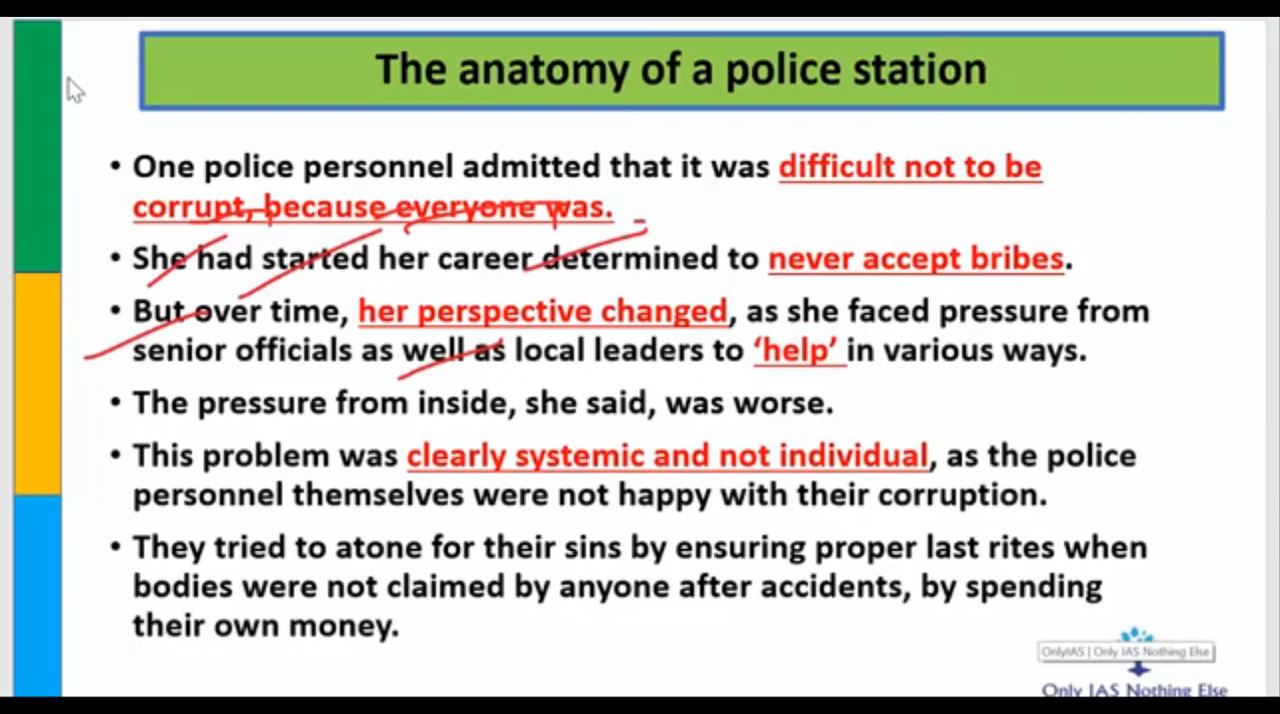 The anatomy of a police station
• One police personnel admitted that it was difficult not to be
corrupt, because everyone was.
• She had started her career determined to never accept bribes.
• But over time, her perspective changed, as she faced pressure from
senior officials as well as local leaders to ‘help’ in various ways.
• The pressure from inside, she said, was worse.
• This problem was clearly systemic and not individual, as the police
personnel themselves were not happy with their corruption.
• They tried to atone for their sins by ensuring proper last rites when
bodies were not claimed by anyone after accidents, by spending
their own money.
OnlyIAS | Only IAS Nothing Else
Only IAS Nothing Else